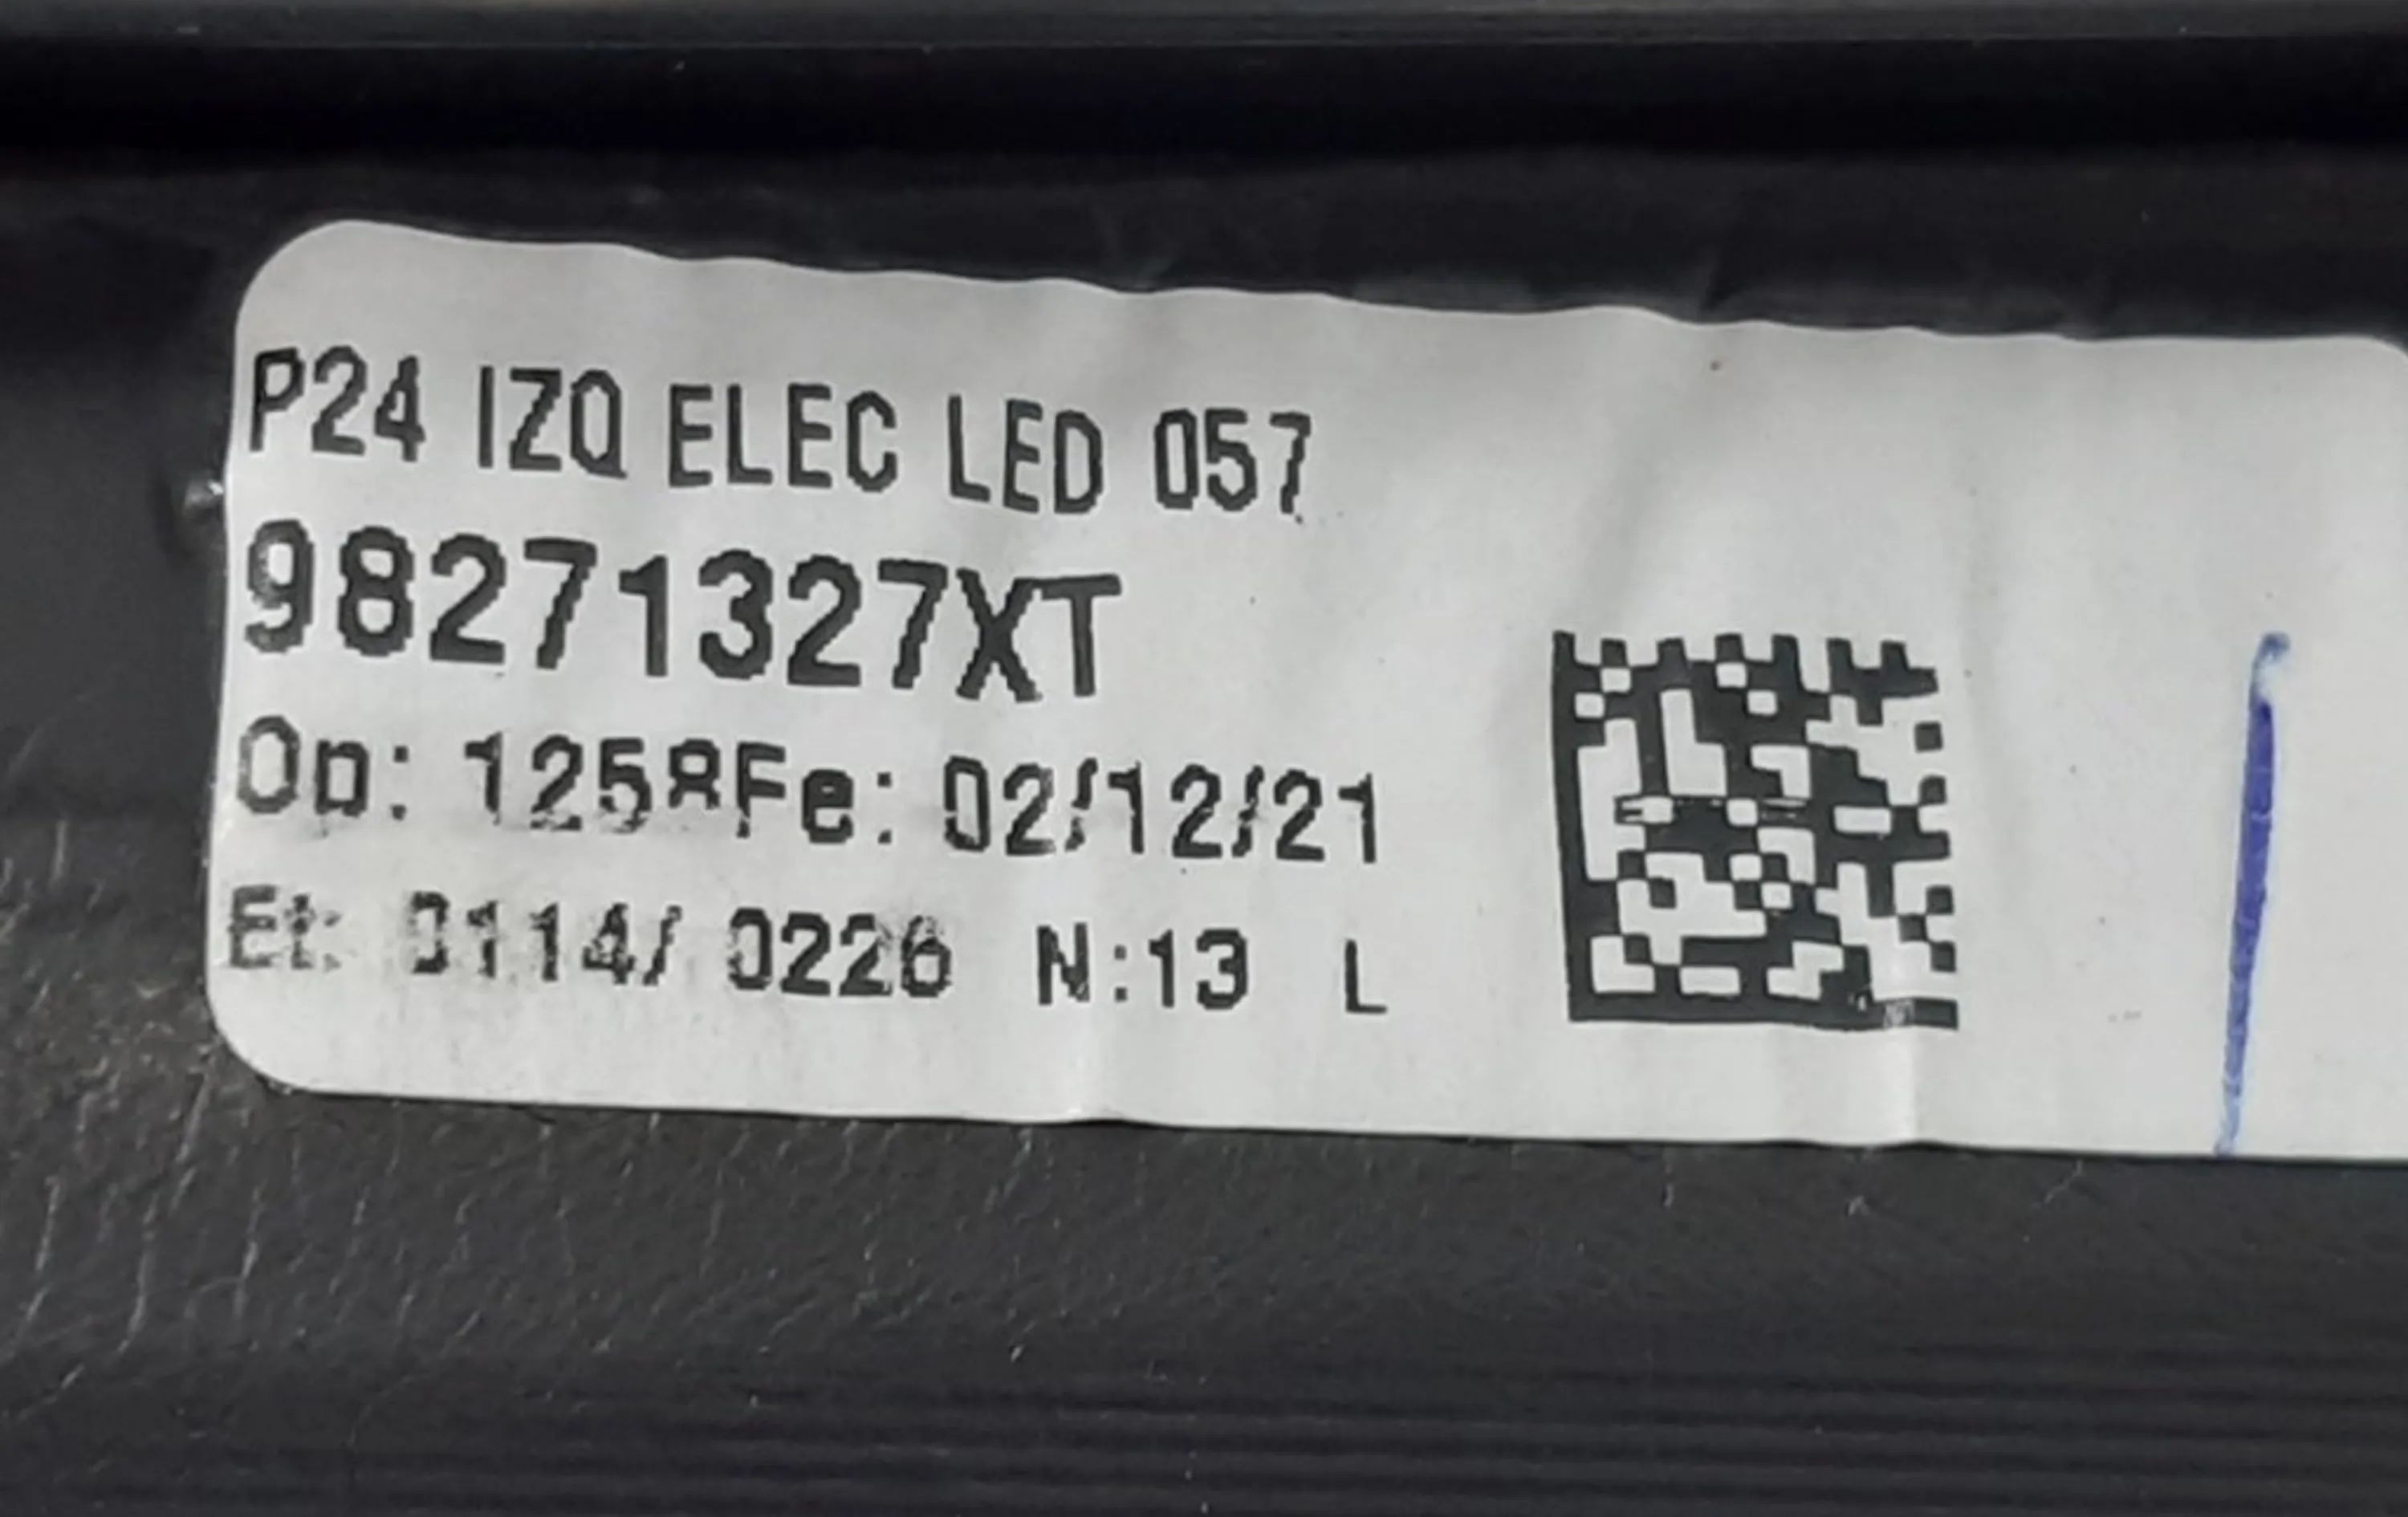 P24 IZQ ELEC LED 057
98271327XT
Op: 1258Fe: 02/12/21
Et: 0114/ 0226 N:13 L